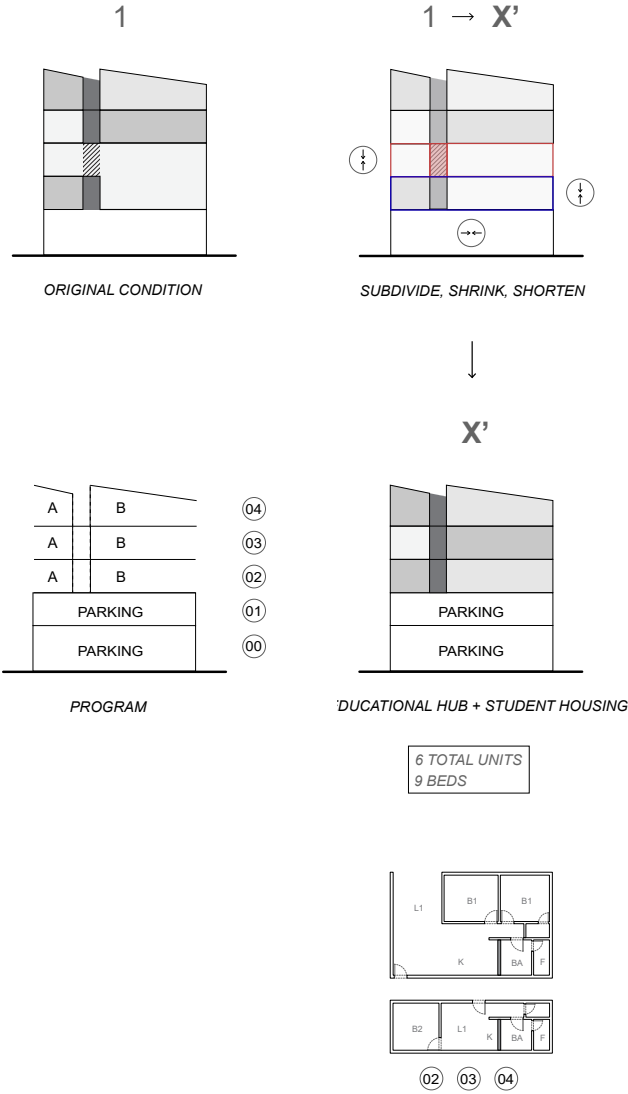 1
1 → X’
ORIGINAL CONDITION
SUBDIVIDE, SHRINK, SHORTEN
X’
A B 04
A B 03
A B 02
PARKING 01
PARKING 00
PARKING
PARKING
PROGRAM
DUCATIONAL HUB + STUDENT HOUSING
6 TOTAL UNITS
9 BEDS
B1 B1
L1
K BA F
B2 L1 K BA F
02 03 04